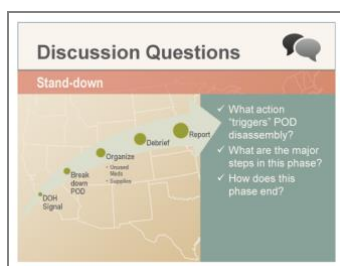 Discussion Questions
Stand-down
✓ What action
"triggers" POD
disassembly?
✓ What are the major
steps in this phase?
✓ How does this
phase end?
Report
Debrief
Organize
• Unused
Meds
• Supplies
Break
down
POD
DOH
Signal